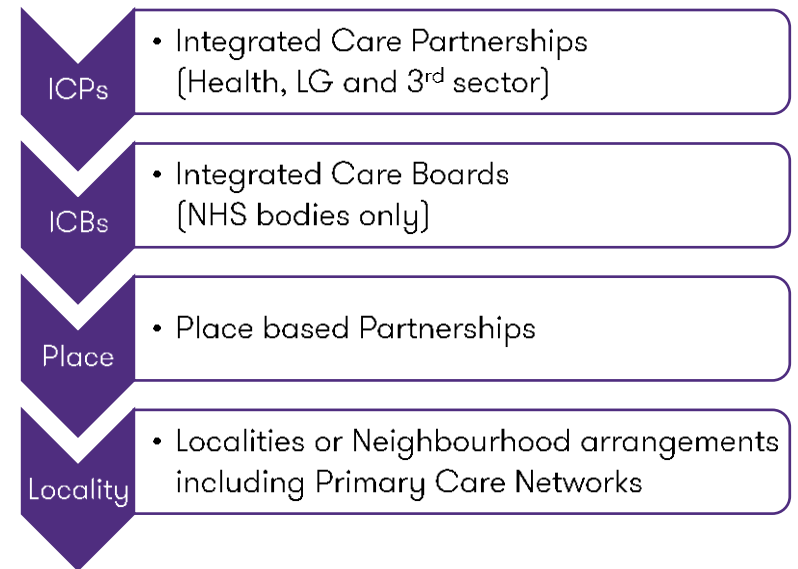 ICPs
• Integrated Care Partnerships
(Health, LG and 3rd sector)
ICBs
• Integrated Care Boards
(NHS bodies only)
Place
• Place based Partnerships
Locality
• Localities or Neighbourhood arrangements
including Primary Care Networks